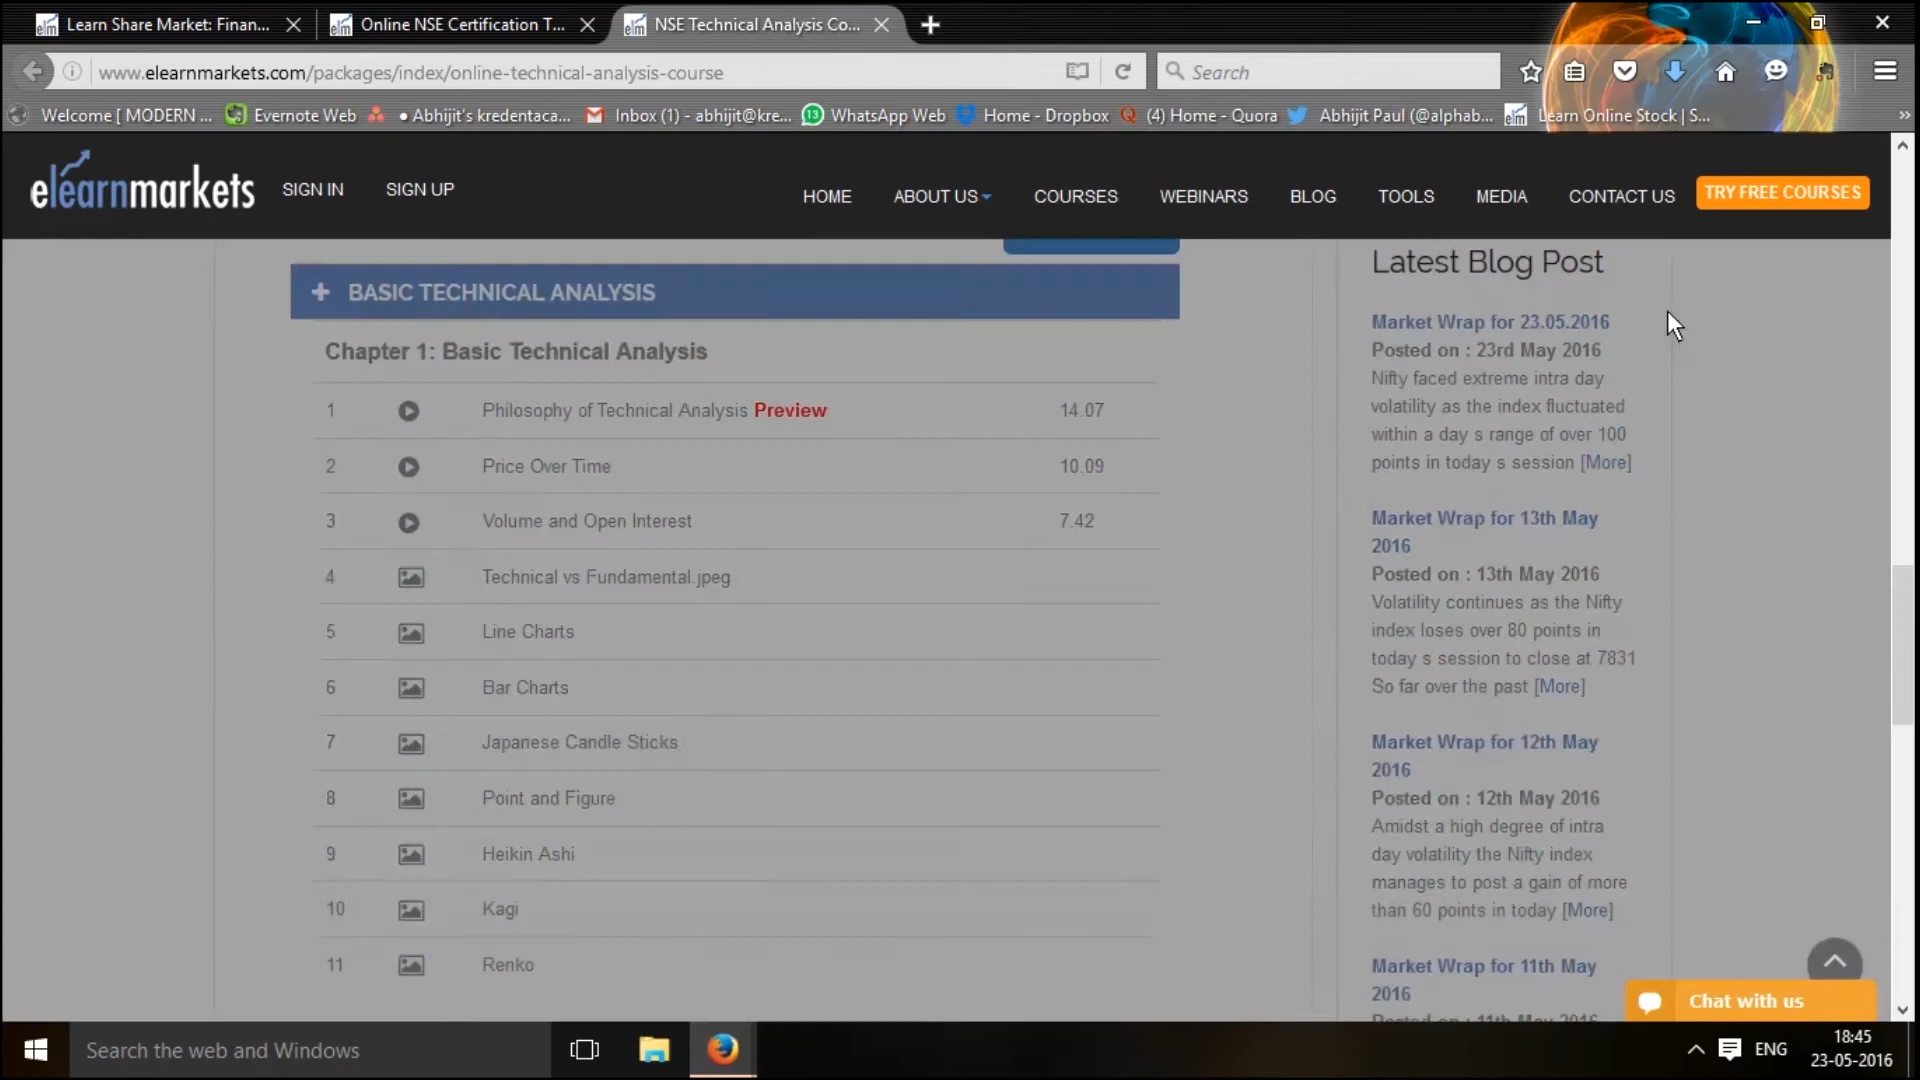 Learn Share Market: Finan...
Online NSE Certification T...
NSE Technical Analysis Co...
www.elearnmarkets.com/packages/index/online-technical-analysis-course
Search
Welcome [ MODERN ...
Evernote Web
● Abhijit's kredentaca...
Inbox (1) - abhijit@kre...
13
WhatsApp Web
Home - Dropbox
(4) Home - Quora
Abhijit Paul (@alphab...
elm
Learn Online Stock | S...
elearnmarkets
SIGN IN
SIGN UP
HOME
ABOUT US
COURSES
WEBINARS
BLOG
TOOLS
MEDIA
CONTACT US
TRY FREE COURSES
BASIC TECHNICAL ANALYSIS
Chapter 1: Basic Technical Analysis
1 Philosophy of Technical Analysis Preview 14.07
2 Price Over Time 10.09
3 Volume and Open Interest 7.42
4 Technical vs Fundamental.jpeg
5 Line Charts
6 Bar Charts
7 Japanese Candle Sticks
8 Point and Figure
9 Heikin Ashi
10 Kagi
11 Renko
Latest Blog Post
Market Wrap for 23.05.2016
Posted on : 23rd May 2016
Nifty faced extreme intra day
volatility as the index fluctuated
within a day s range of over 100
points in today s session [More]
Market Wrap for 13th May
2016
Posted on : 13th May 2016
Volatility continues as the Nifty
index loses over 80 points in
today s session to close at 7831
So far over the past [More]
Market Wrap for 12th May
2016
Posted on : 12th May 2016
Amidst a high degree of intra
day volatility the Nifty index
manages to post a gain of more
than 60 points in today [More]
Market Wrap for 11th May
2016
Posted on : 11th May 2016
Chat with us
Search the web and Windows
ENG
18:45
23-05-2016